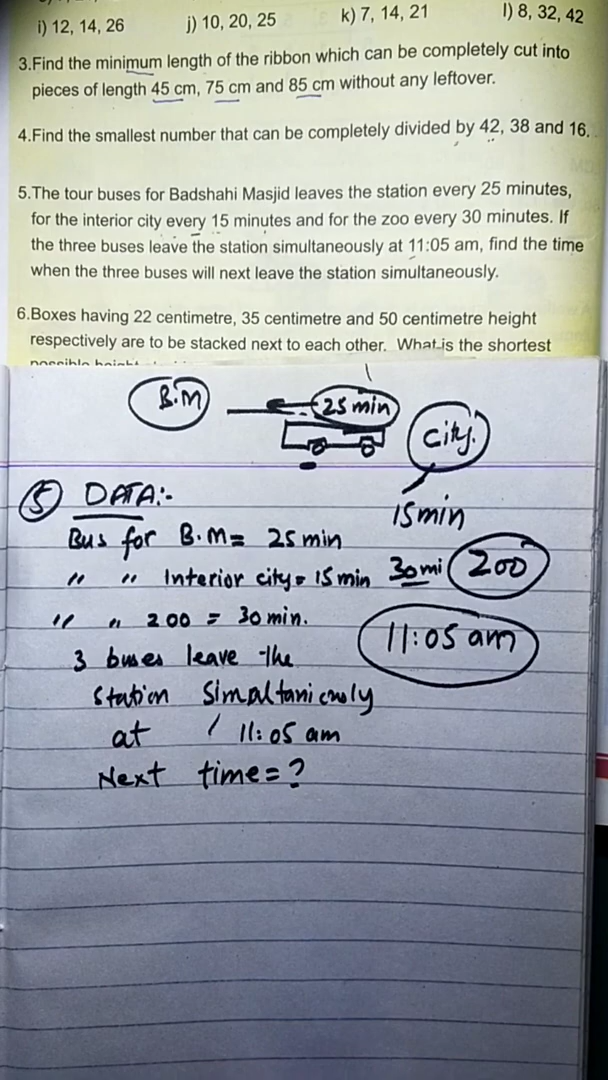 i) 12, 14, 26 j) 10, 20, 25 k) 7, 14, 21 l) 8, 32, 42
3.Find the minimum length of the ribbon which can be completely cut into
pieces of length 45 cm, 75 cm and 85 cm without any leftover.
4.Find the smallest number that can be completely divided by 42, 38 and 16.
5.The tour buses for Badshahi Masjid leaves the station every 25 minutes,
for the interior city every 15 minutes and for the zoo every 30 minutes. If
the three buses leave the station simultaneously at 11:05 am, find the time
when the three buses will next leave the station simultaneously.
6.Boxes having 22 centimetre, 35 centimetre and 50 centimetre height
respectively are to be stacked next to each other. What is the shortest
B.M 25 min
city.
15min
5 DATA:-
Bus for B.M = 25 min
" " Interior city = 15 min 30 mi 200
" " 200 = 30 min.
11:05 am
3 buses leave the
Station Simaltaniculy
at 11:05 am
Next time = ?